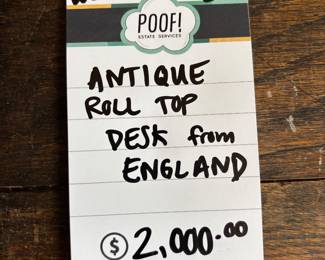 POOF!
ESTATE SERVICES
ANTIQUE
ROLL TOP
DESK from
ENGLAND
$ 2,000.00